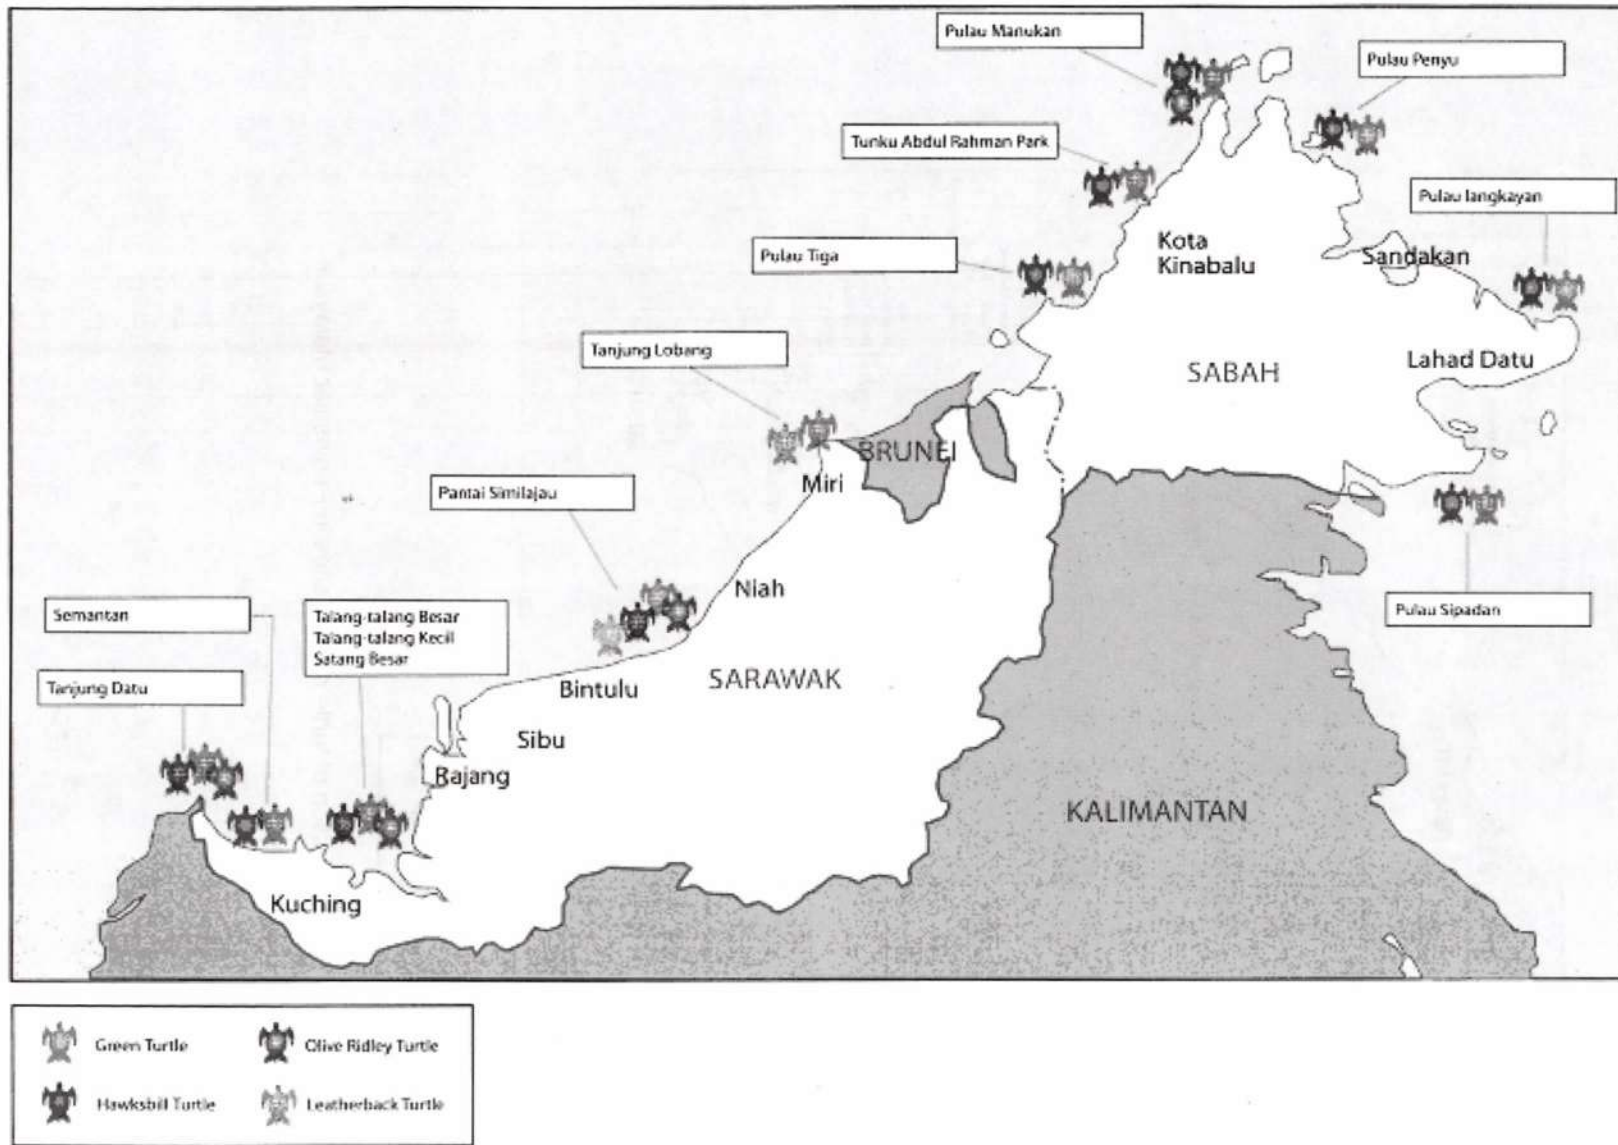 Pulau Manukan
Pulau Penyu
Tunku Abdul Rahman Park
Pulau langkayan
Pulau Tiga
Kota
Kinabalu
Sandakan
Tanjung Lobang
SABAH
Lahad Datu
BRUNEI
Miri
Pantai Similajau
Niah
Pulau Sipadan
Semantan
Talang-talang Besar
Talang-talang Kecil
Satang Besar
Tanjung Datu
Bintulu
SARAWAK
Sibu
Rajang
KALIMANTAN
Kuching
Green Turtle
Olive Ridley Turtle
Hawksbill Turtle
Leatherback Turtle